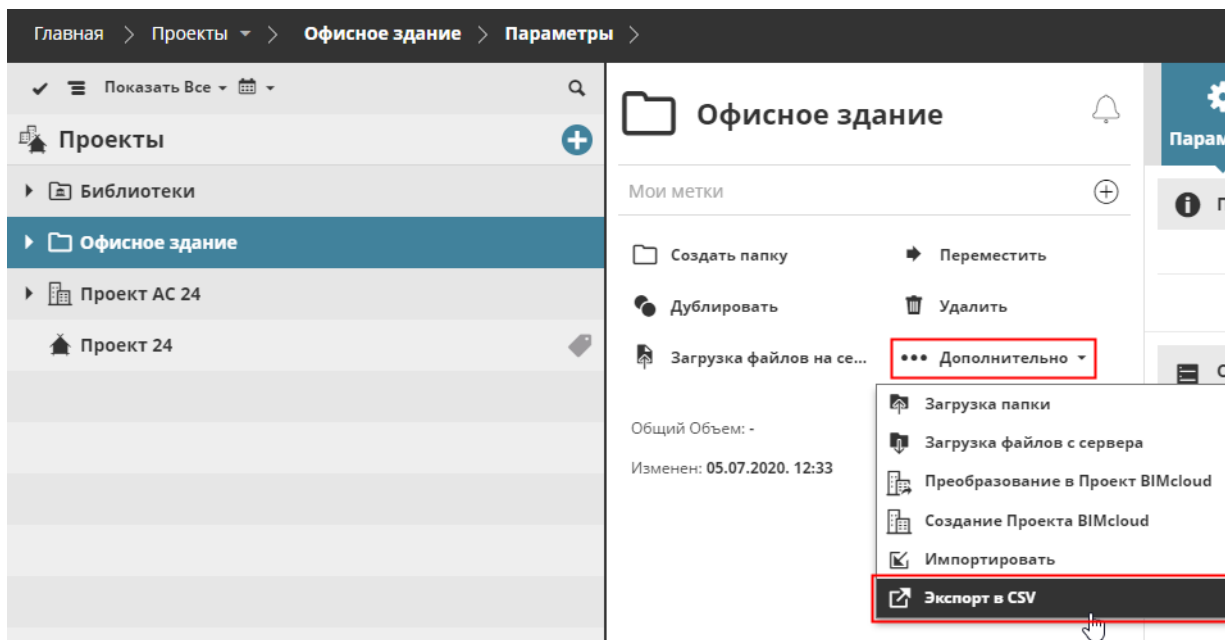 Главная > Проекты > Офисное здание > Параметры >
Показать Все
Проекты
Библиотеки
Офисное здание
Проект АС 24
Проект 24
Офисное здание
Мои метки
Создать папку
Переместить
Дублировать
Удалить
Загрузка файлов на се...
••• Дополнительно
Общий Объем: -
Изменен: 05.07.2020. 12:33
Загрузка папки
Загрузка файлов с сервера
Преобразование в Проект BIMcloud
Создание Проекта BIMcloud
Импортировать
Экспорт в CSV
Парам